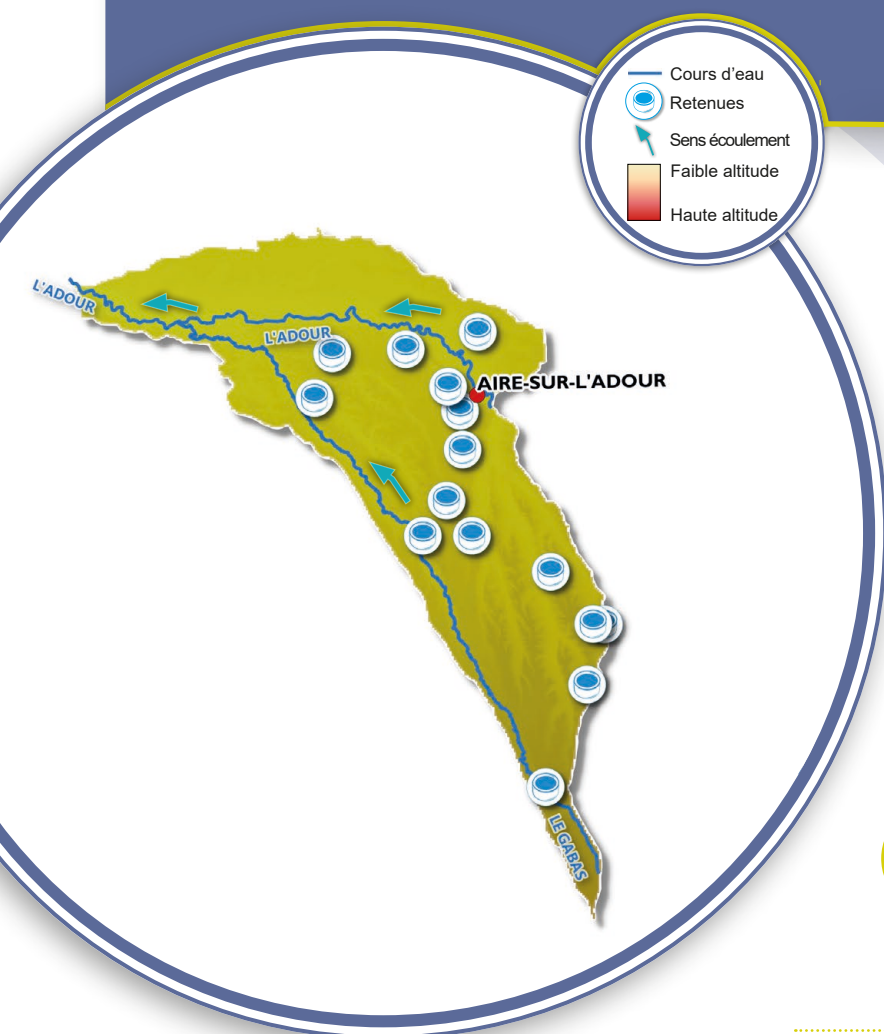 Cours d'eau
Retenues
Sens écoulement
Faible altitude
Haute altitude
L'ADOUR
L'ADOUR
AIRE-SUR-L'ADOUR
LE GABAS